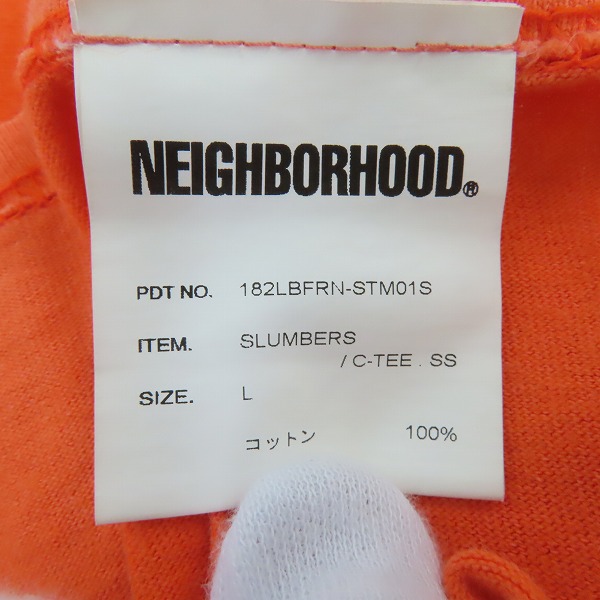 NEIGHBORHOOD®
PDT NO. 182LBFRN-STM01S
ITEM. SLUMBERS
/ C-TEE . SS
SIZE. L
コットン 100%